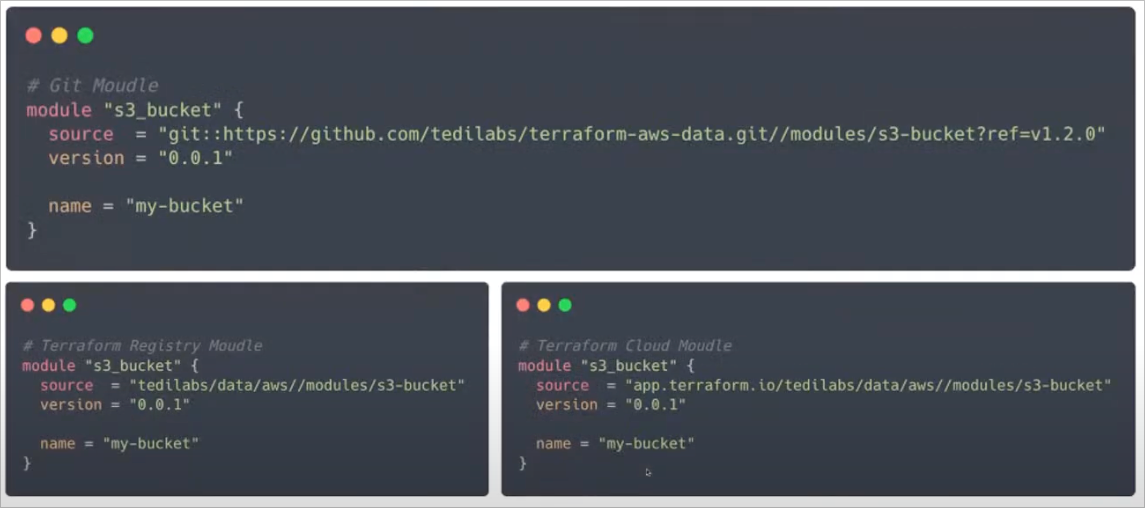 # Git Moudle
module "s3_bucket" {
  source  = "git::https://github.com/tedilabs/terraform-aws-data.git//modules/s3-bucket?ref=v1.2.0"
  version = "0.0.1"

  name = "my-bucket"
}
# Terraform Registry Moudle
module "s3_bucket" {
  source  = "tedilabs/data/aws//modules/s3-bucket"
  version = "0.0.1"

  name = "my-bucket"
}
# Terraform Cloud Moudle
module "s3_bucket" {
  source  = "app.terraform.io/tedilabs/data/aws//modules/s3-bucket"
  version = "0.0.1"

  name = "my-bucket"
}